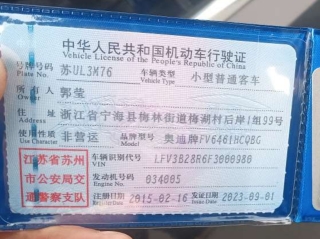 中华人民共和国机动车行驶证
Vehicle License of the People's Republic of China
号牌号码 苏UL3M76 车辆类型 小型普通客车
Plate No. Vehicle Type
所有人 郭莹
Owner
住址 浙江省宁海县梅林街道梅湖村后岸1组99号
Address
使用性质 非营运 品牌型号 奥迪牌FV6461HCQBG
Use Character Model
江苏省苏州 车辆识别代号 LFV3B28R6F3000980
VIN
市公安局交 发动机号码 034005
Engine No.
通警察支队 注册日期 2015-02-16 发证日期 2023-09-01
Register Date Issue Date